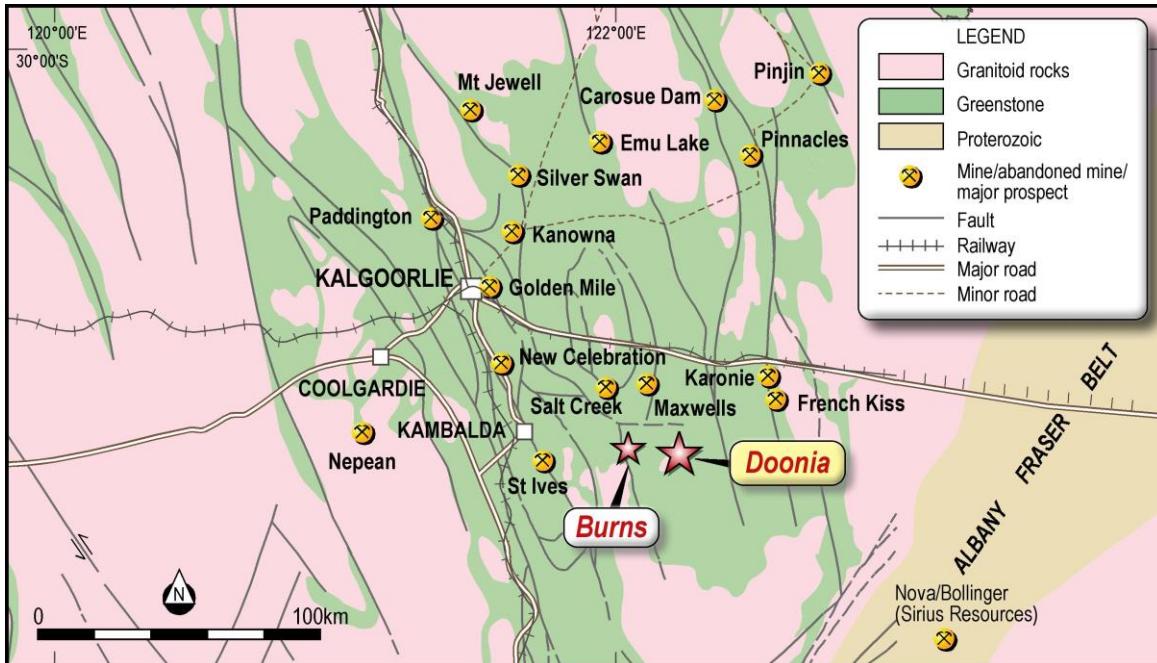 120°00'E
122°00'E
30°00'S
LEGEND
Granitoid rocks
Greenstone
Proterozoic
Mine/abandoned mine/
major prospect
Fault
Railway
Major road
Minor road
Pinjin
Mt Jewell
Carosue Dam
Emu Lake
Pinnacles
Silver Swan
Paddington
Kanowna
KALGOORLIE
Golden Mile
New Celebration
COOLGARDIE
Karonie
Salt Creek
Maxwells
French Kiss
KAMBALDA
Nepean
St Ives
Doonia
Burns
ALBANY FRASER BELT
Nova/Bollinger
(Sirius Resources)
N
0
100km